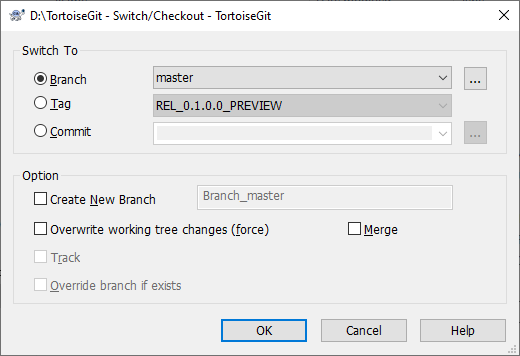 D:\TortoiseGit - Switch/Checkout - TortoiseGit
Switch To
Branch
master
...
Tag
REL_0.1.0.0_PREVIEW
Commit
...
Option
Create New Branch
Branch_master
Overwrite working tree changes (force)
Merge
Track
Override branch if exists
OK
Cancel
Help